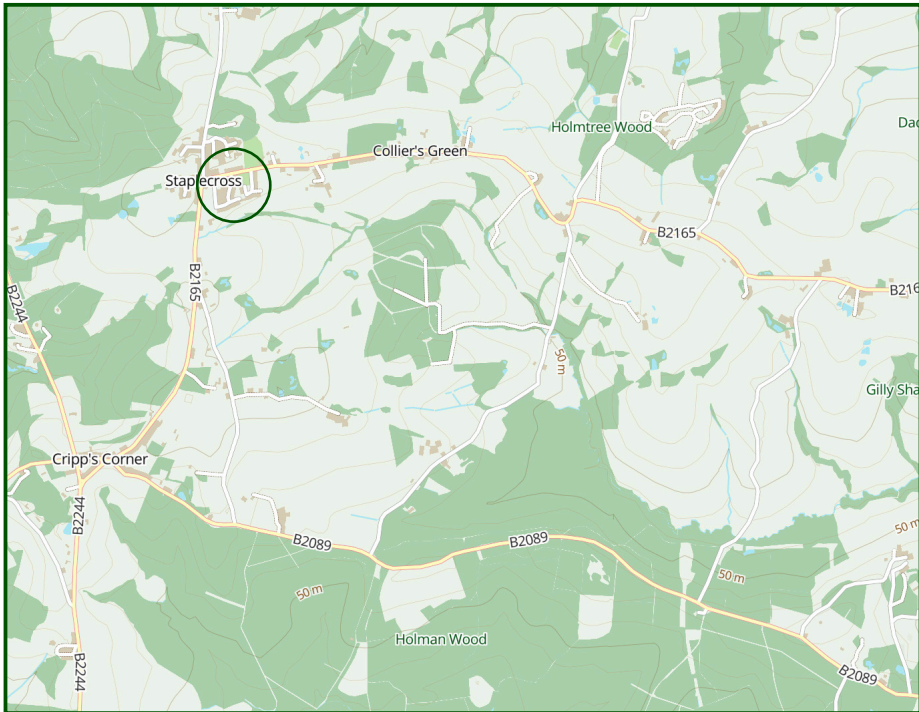 Holmtree Wood
Dad
Collier's Green
Staplecross
B2165
B2165
B216
B2244
50 m
Gilly Sha
Cripp's Corner
B2244
B2089
B2089
50 m
50 m
50 m
Holman Wood
B2244
B2089